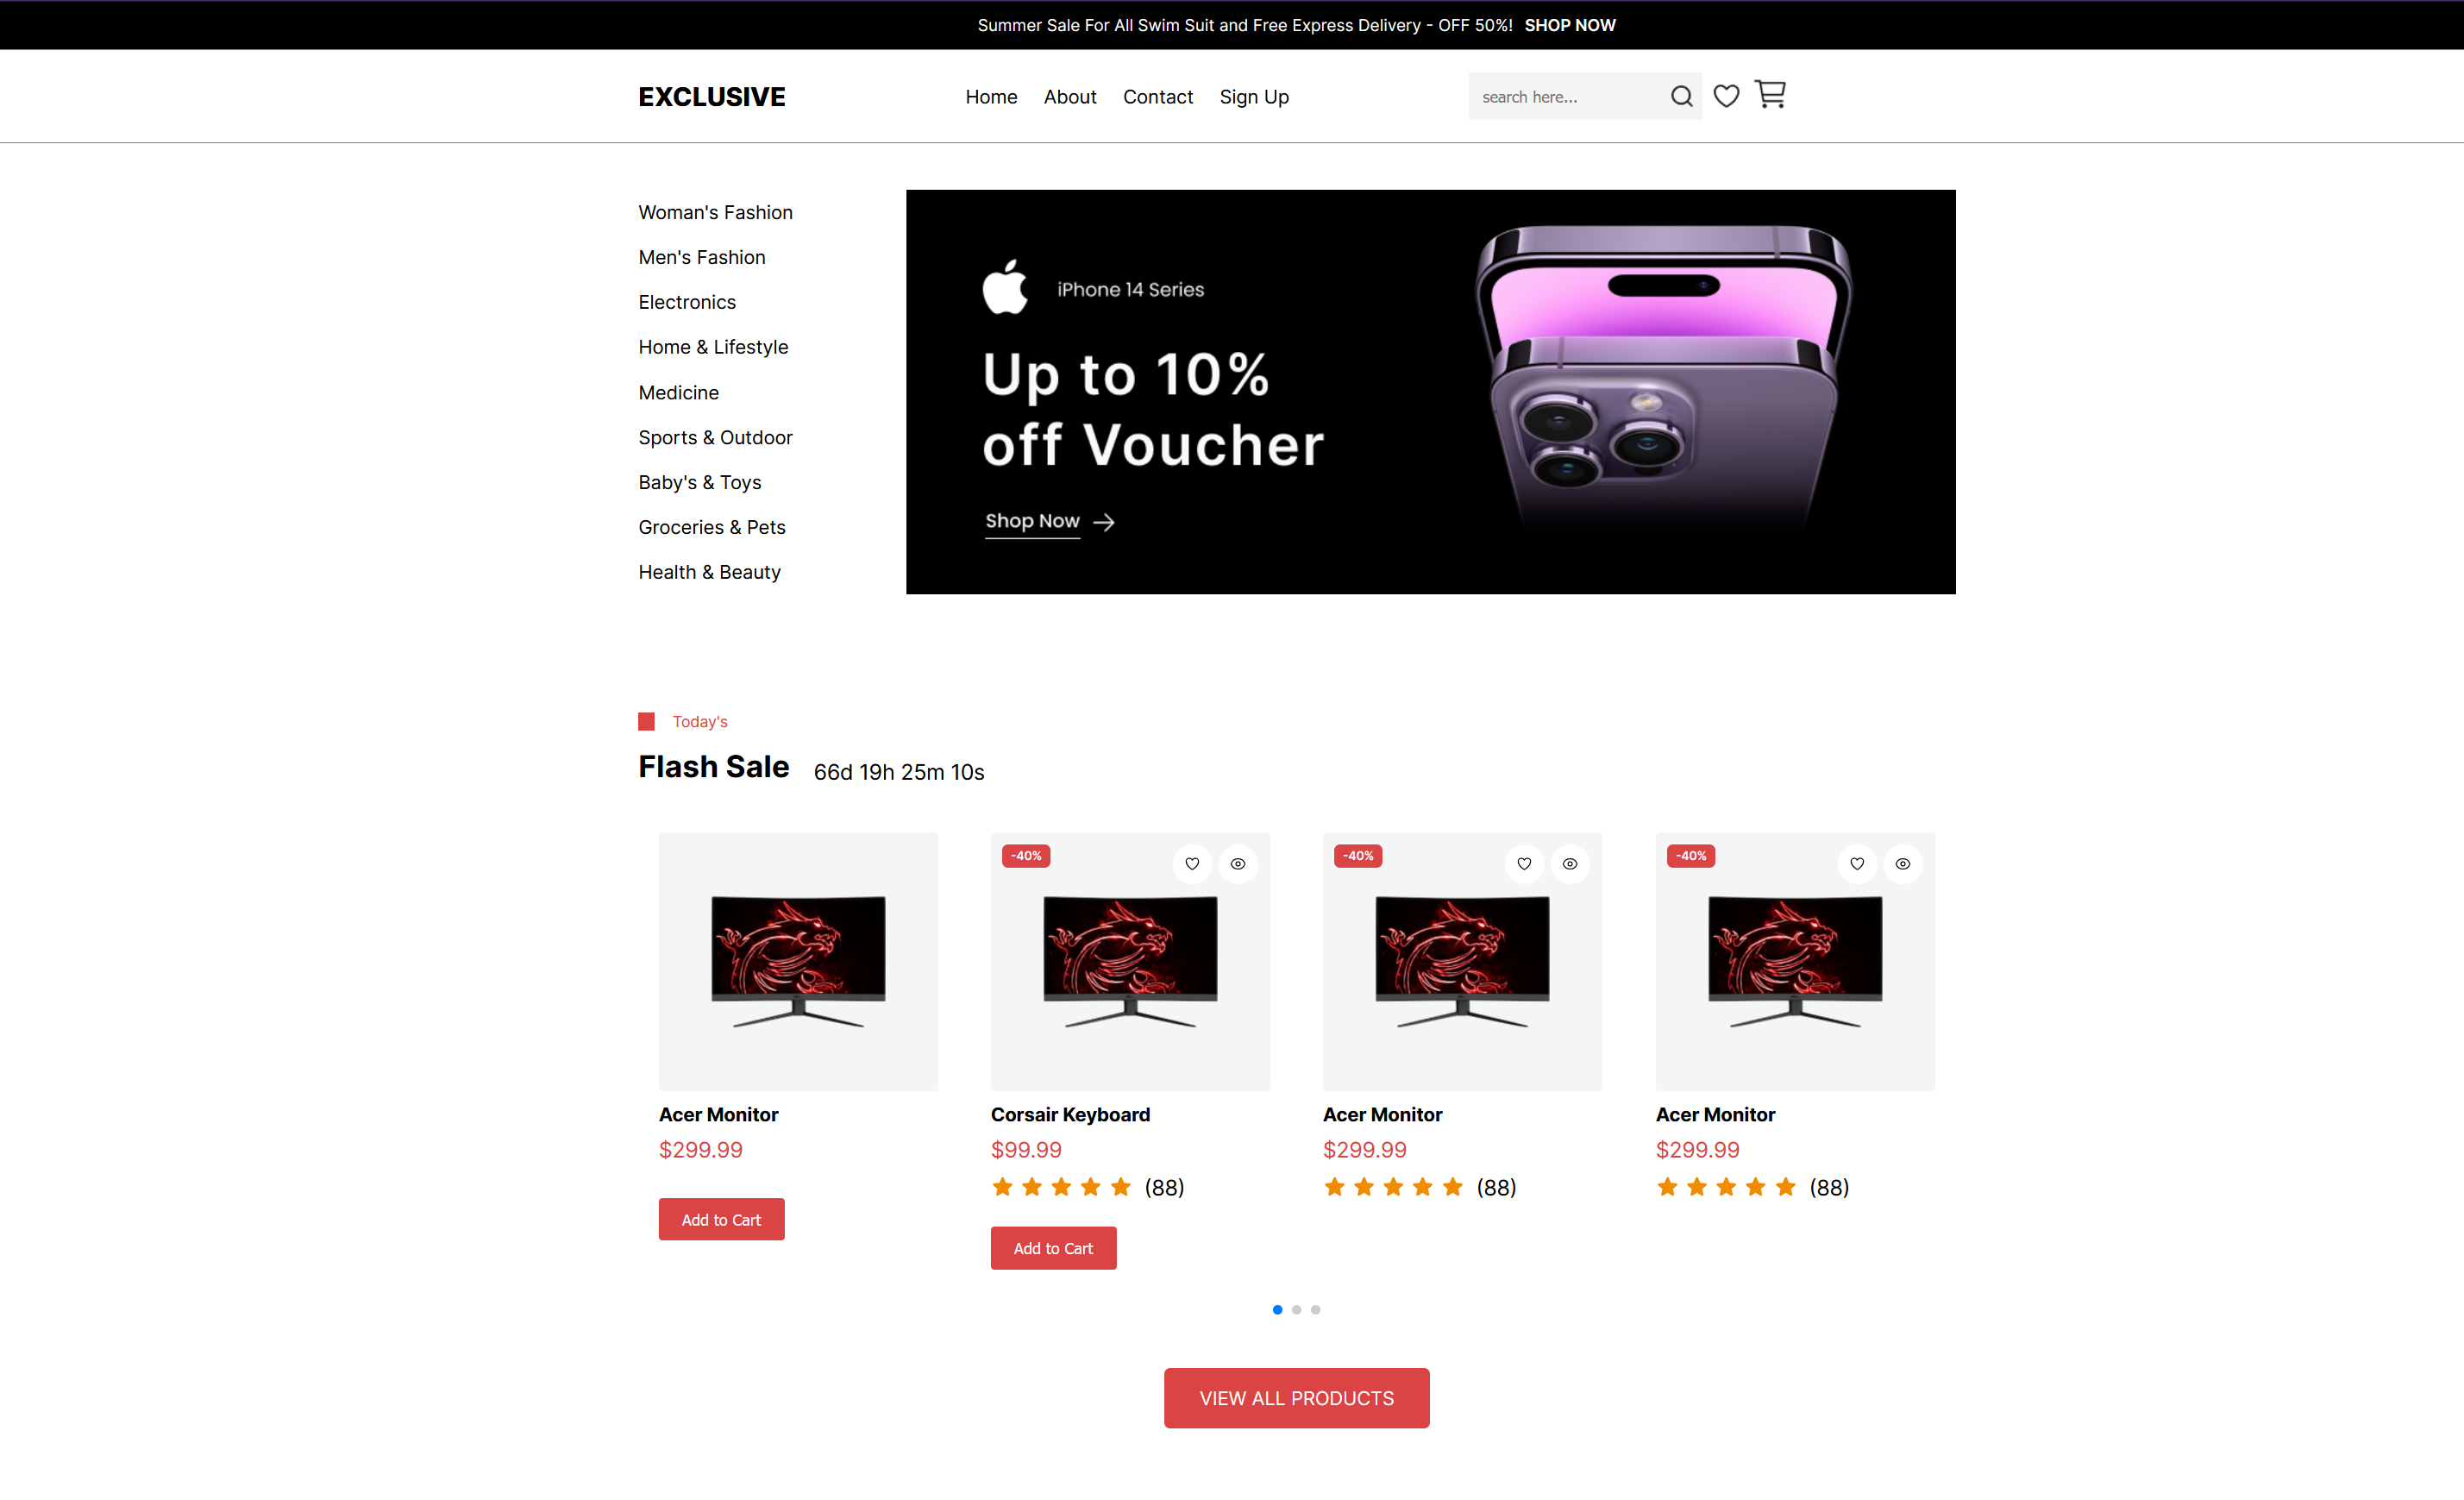 Summer Sale For All Swim Suit and Free Express Delivery - OFF 50%! SHOP NOW
EXCLUSIVE
Home About Contact Sign Up
search here...
Woman's Fashion
Men's Fashion
Electronics
Home & Lifestyle
Medicine
Sports & Outdoor
Baby's & Toys
Groceries & Pets
Health & Beauty
iPhone 14 Series
Up to 10%
off Voucher
Shop Now
Today's
Flash Sale 66d 19h 25m 10s
Acer Monitor
$299.99
Add to Cart
-40%
Corsair Keyboard
$99.99
(88)
Add to Cart
-40%
Acer Monitor
$299.99
(88)
-40%
Acer Monitor
$299.99
(88)
VIEW ALL PRODUCTS